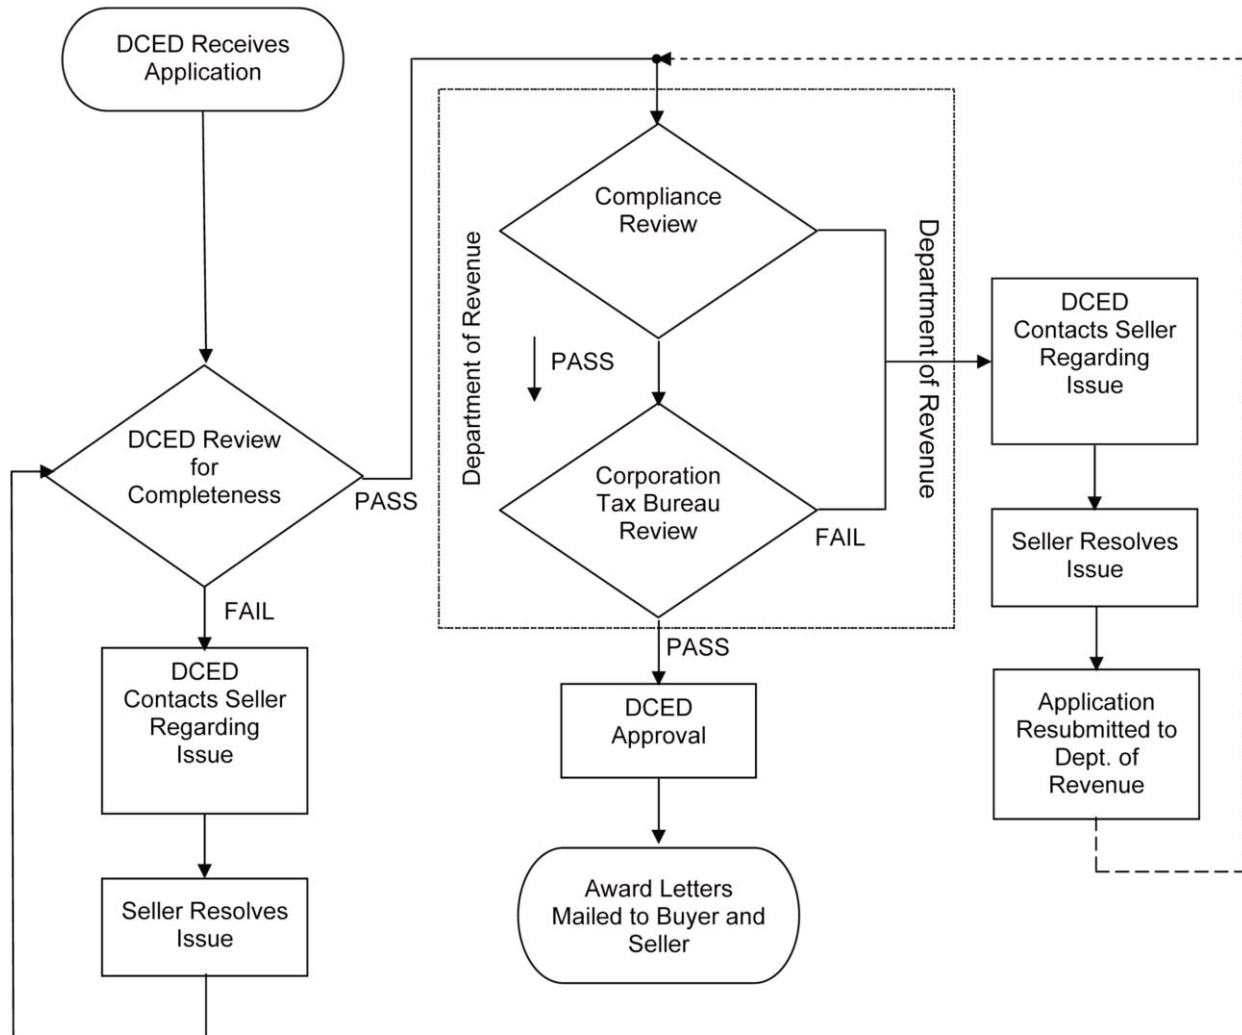 DCED Receives
Application
DCED Review
for
Completeness
PASS
FAIL
DCED
Contacts Seller
Regarding
Issue
Seller Resolves
Issue
Department of Revenue
Compliance
Review
PASS
Corporation
Tax Bureau
Review
FAIL
Department of Revenue
PASS
DCED
Approval
Award Letters
Mailed to Buyer and
Seller
DCED
Contacts Seller
Regarding
Issue
Seller Resolves
Issue
Application
Resubmitted to
Dept. of
Revenue